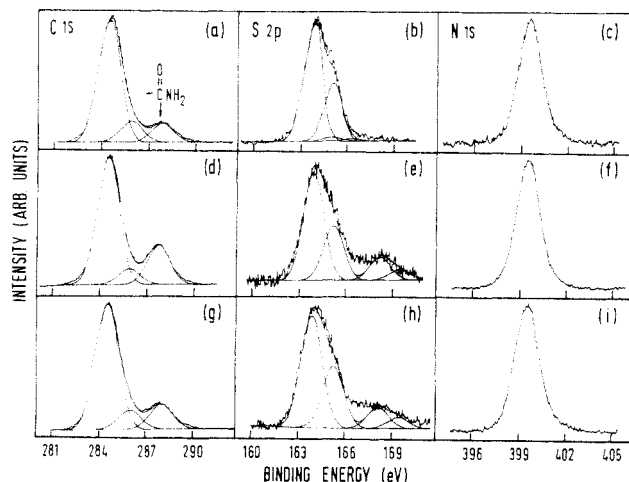 C 1s (a) S 2p (b) N 1s (c)
O
-CNH₂
(d) (e) (f)
(g) (h) (i)
INTENSITY (ARB. UNITS)
281 284 287 290 160 163 166 169 396 399 402 405
BINDING ENERGY (eV)